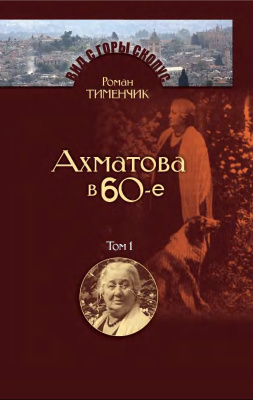 ВИД С ГОРЫ СКОПУС
Роман
ТИМЕНЧИК
Ахматова
в 60-е
Том 1